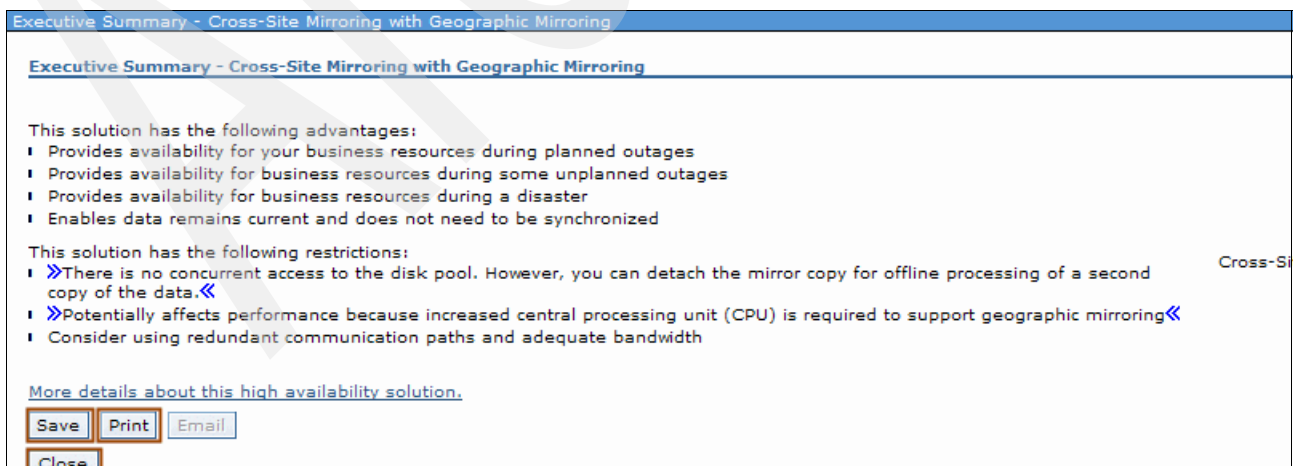 Executive Summary - Cross-Site Mirroring with Geographic Mirroring
Executive Summary - Cross-Site Mirroring with Geographic Mirroring
This solution has the following advantages:
Provides availability for your business resources during planned outages
Provides availability for business resources during some unplanned outages
Provides availability for business resources during a disaster
Enables data remains current and does not need to be synchronized
This solution has the following restrictions:
»There is no concurrent access to the disk pool. However, you can detach the mirror copy for offline processing of a second
copy of the data.«
»Potentially affects performance because increased central processing unit (CPU) is required to support geographic mirroring«
Consider using redundant communication paths and adequate bandwidth
Cross-Si
More details about this high availability solution.
Save Print Email
Close